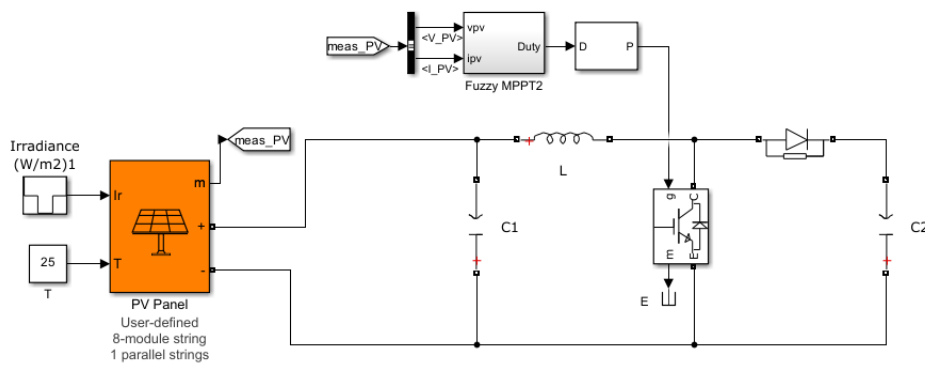 meas_PV
<V_PV>
<I_PV>
vpv
ipv
Duty
Fuzzy MPPT2
D
P
Irradiance
(W/m2)1
meas_PV
Ir
m
+
T
-
25
T
PV Panel
User-defined
8-module string
1 parallel strings
+
L
C1
+
g
C
m
E
E
C2
+